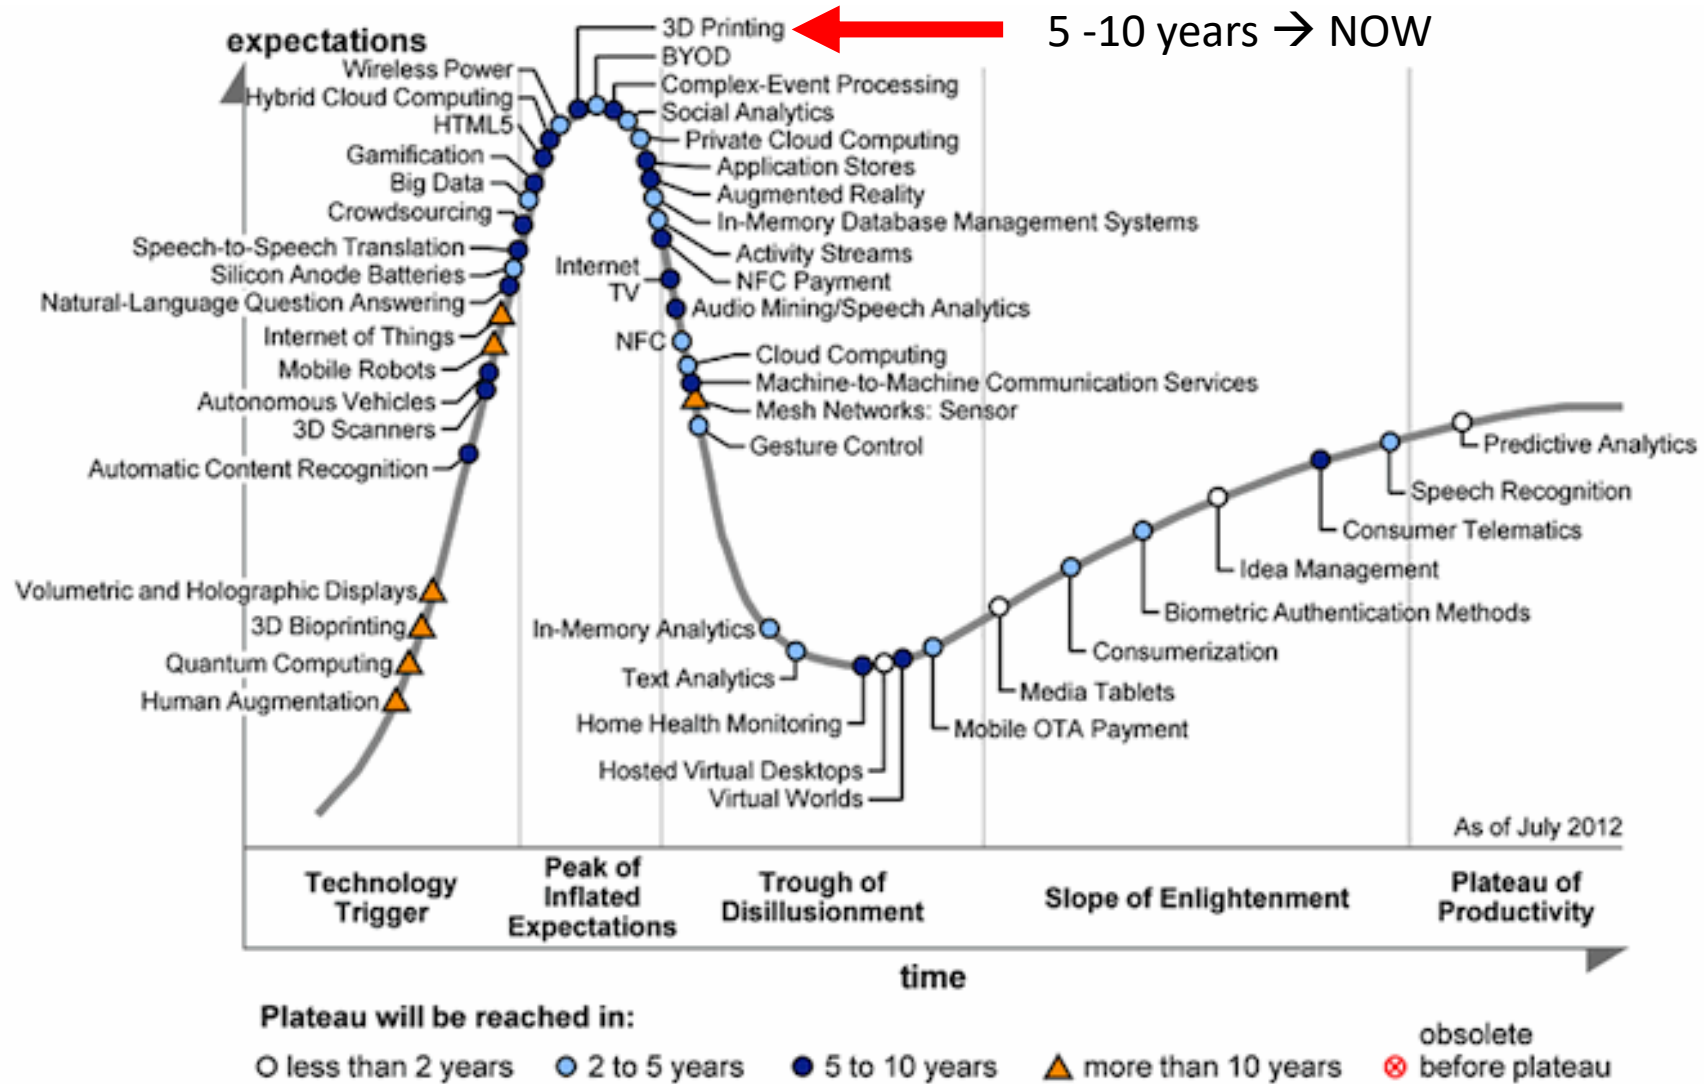 expectations
3D Printing
5 -10 years → NOW
BYOD
Wireless Power
Complex-Event Processing
Hybrid Cloud Computing
Social Analytics
HTML5
Private Cloud Computing
Gamification
Application Stores
Big Data
Augmented Reality
Crowdsourcing
In-Memory Database Management Systems
Speech-to-Speech Translation
Activity Streams
Silicon Anode Batteries
Internet
TV
NFC Payment
Natural-Language Question Answering
Audio Mining/Speech Analytics
Internet of Things
NFC
Cloud Computing
Mobile Robots
Machine-to-Machine Communication Services
Autonomous Vehicles
Mesh Networks: Sensor
3D Scanners
Gesture Control
Automatic Content Recognition
Predictive Analytics
Speech Recognition
Consumer Telematics
Idea Management
Volumetric and Holographic Displays
Biometric Authentication Methods
3D Bioprinting
In-Memory Analytics
Consumerization
Quantum Computing
Text Analytics
Media Tablets
Human Augmentation
Home Health Monitoring
Mobile OTA Payment
Hosted Virtual Desktops
Virtual Worlds
As of July 2012
Technology
Trigger
Peak of
Inflated
Expectations
Trough of
Disillusionment
Slope of Enlightenment
Plateau of
Productivity
time
Plateau will be reached in:
less than 2 years
2 to 5 years
5 to 10 years
more than 10 years
obsolete
before plateau